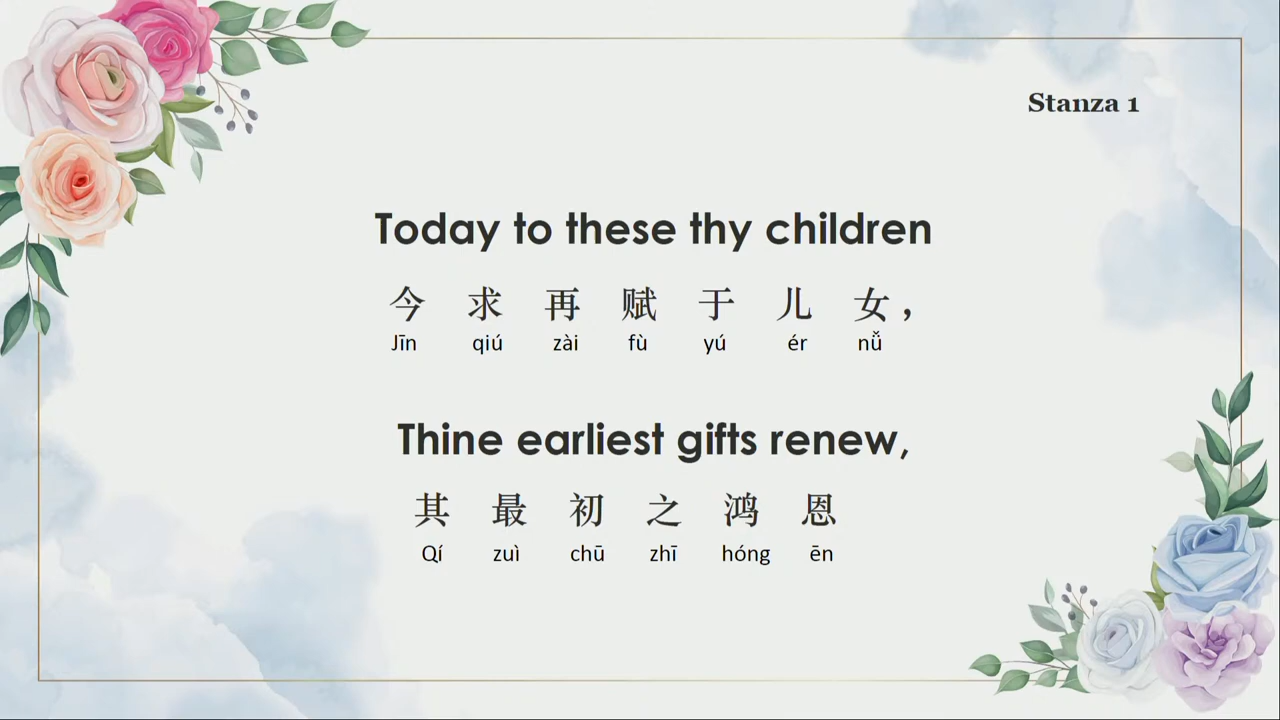 Stanza 1
Today to these thy children
今 求 再 赋 于 儿 女，
Jīn qiú zài fù yú ér nǚ
Thine earliest gifts renew,
其 最 初 之 鸿 恩
Qí zuì chū zhī hóng ēn